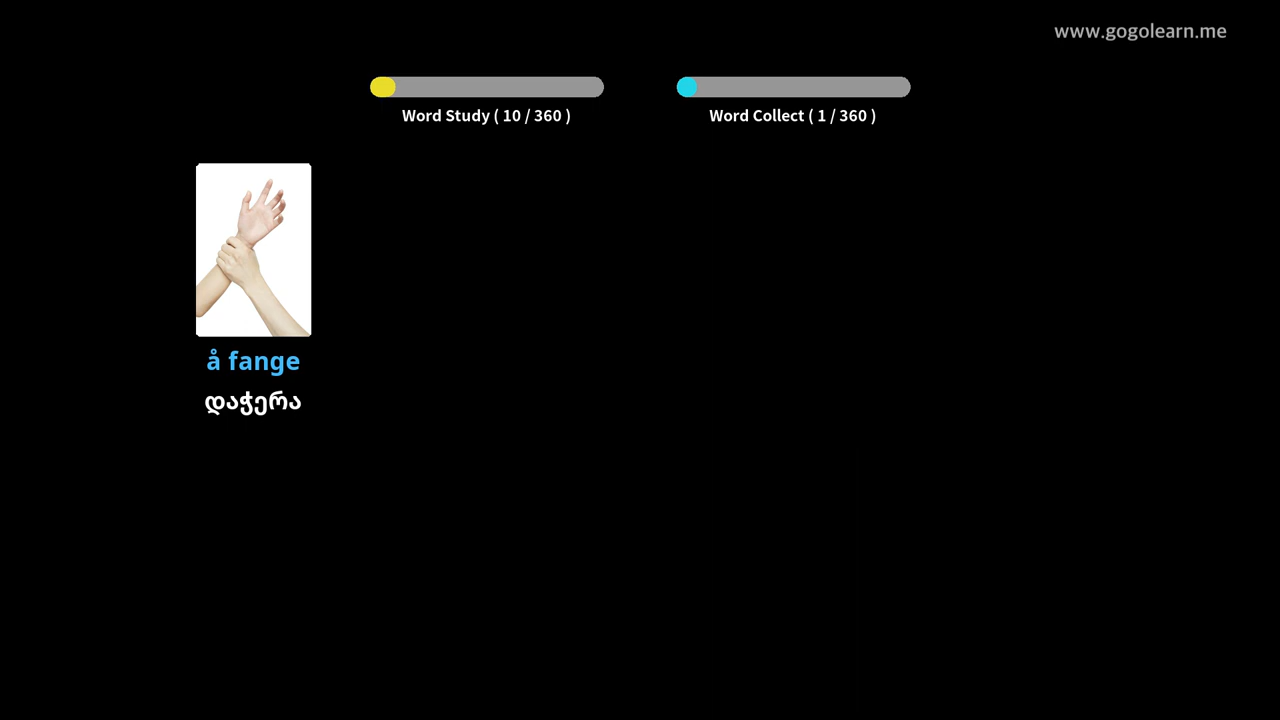 www.gogolearn.me
Word Study ( 10 / 360 )
Word Collect ( 1 / 360 )
å fange
დაჭერა